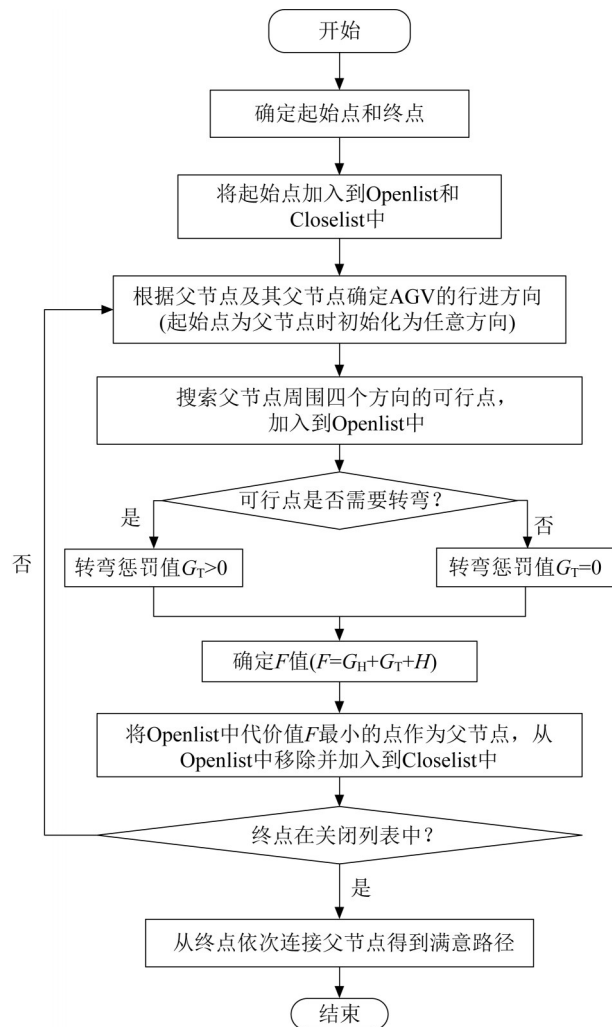 开始
确定起始点和终点
将起始点加入到Openlist和
Closelist中
根据父节点及其父节点确定AGV的行进方向
(起始点为父节点时初始化为任意方向)
搜索父节点周围四个方向的可行点，
加入到Openlist中
可行点是否需要转弯？
是
否
否
转弯惩罚值G_T>0
转弯惩罚值G_T=0
确定F值(F=G_H+G_T+H)
将Openlist中代价值F最小的点作为父节点，从
Openlist中移除并加入到Closelist中
终点在关闭列表中？
是
从终点依次连接父节点得到满意路径
结束